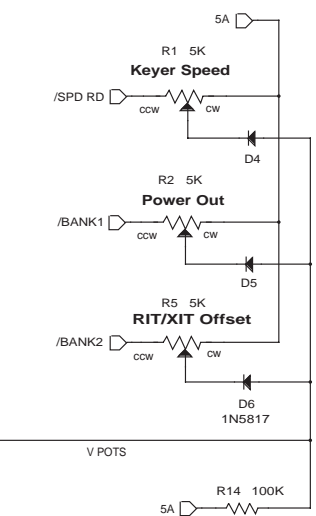 5A
R1 5K
Keyer Speed
/SPD RD
CCW
CW
D4
R2 5K
Power Out
/BANK1
CCW
CW
D5
R5 5K
RIT/XIT Offset
/BANK2
CCW
CW
D6
1N5817
V POTS
R14 100K
5A